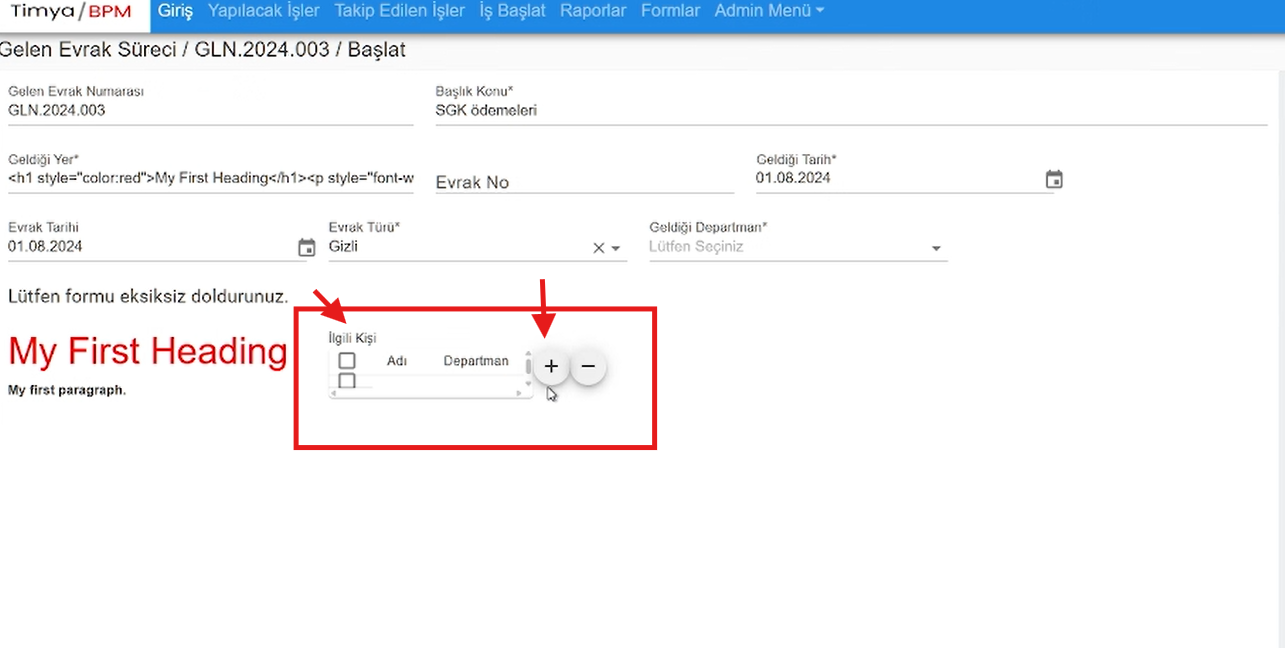 Timya/BPM Giriş Yapılacak İşler Takip Edilen İşler İş Başlat Raporlar Formlar Admin Menü
Gelen Evrak Süreci / GLN.2024.003 / Başlat
Gelen Evrak Numarası
GLN.2024.003
Başlık Konu*
SGK ödemeleri
Geldiği Yer*
<h1 style="color:red">My First Heading</h1><p style="font-w
Evrak No
Geldiği Tarih*
01.08.2024
Evrak Tarihi
01.08.2024
Evrak Türü*
Gizli
Geldiği Departman*
Lütfen Seçiniz
Lütfen formu eksiksiz doldurunuz.
My First Heading
My first paragraph.
İlgili Kişi
Adı Departman